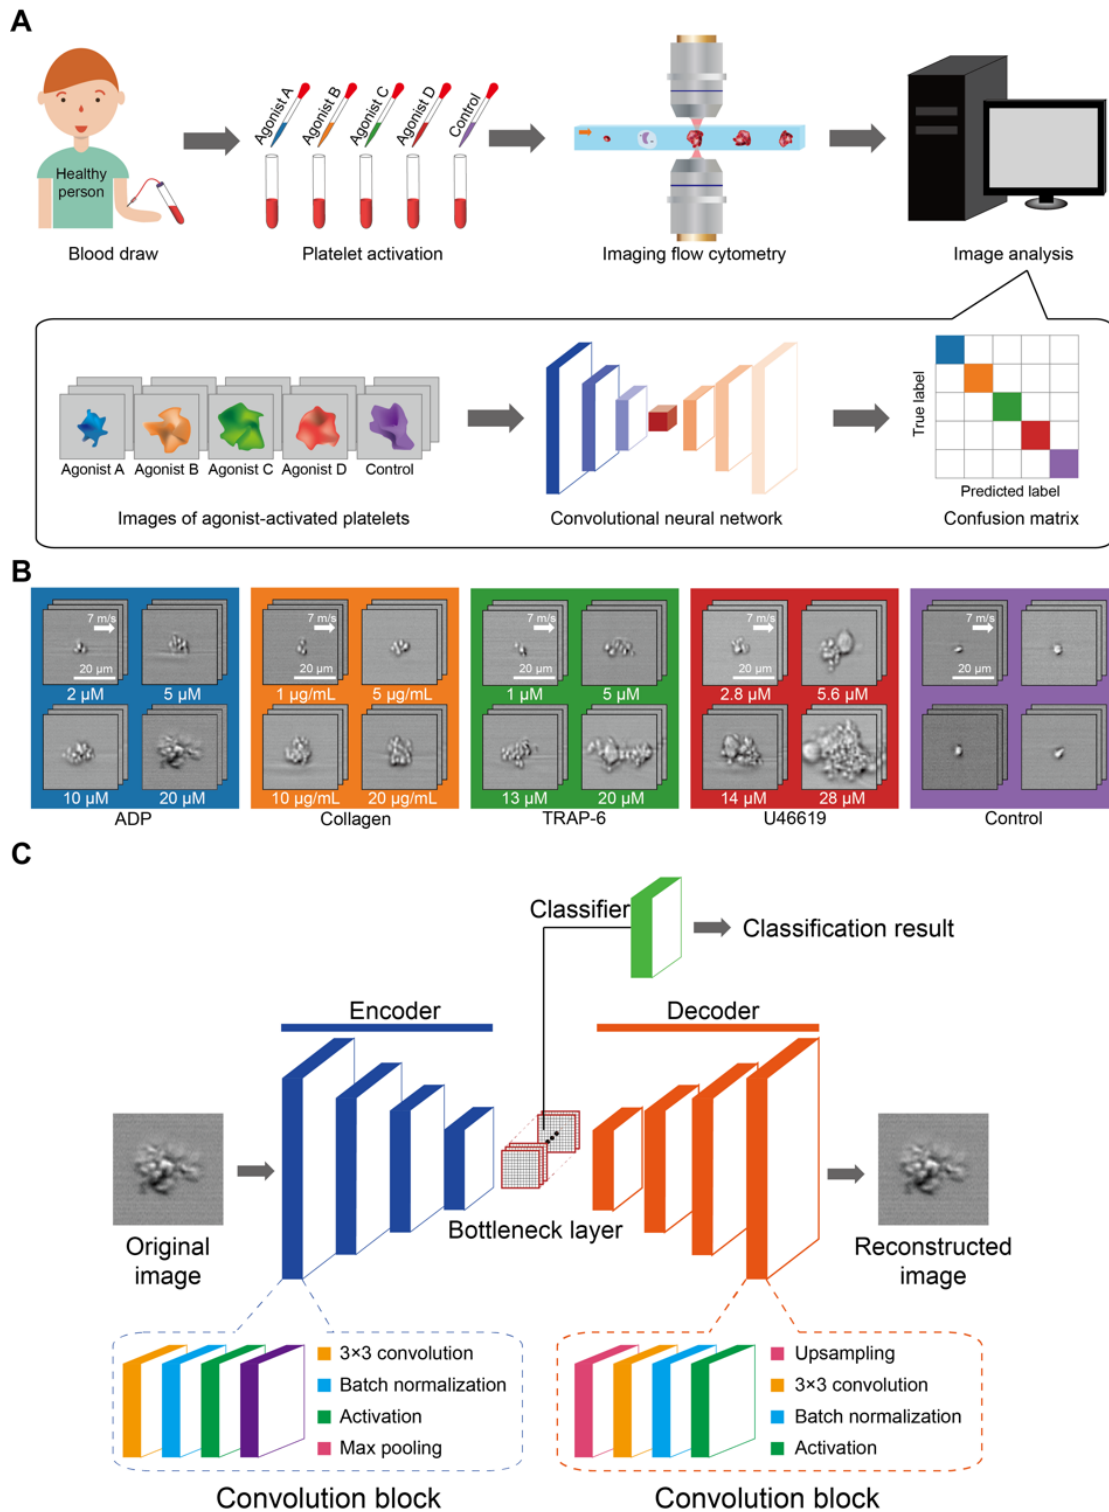 A
Healthy
person
Agonist A
Agonist B
Agonist C
Agonist D
Control
Blood draw
Platelet activation
Imaging flow cytometry
Image analysis
Agonist A
Agonist B
Agonist C
Agonist D
Control
True label
Predicted label
Images of agonist-activated platelets
Convolutional neural network
Confusion matrix
B
7 m/s
20 µm
2 µM
5 µM
10 µM
20 µM
ADP
7 m/s
20 µm
1 µg/mL
5 µg/mL
10 µg/mL
20 µg/mL
Collagen
7 m/s
20 µm
1 µM
5 µM
13 µM
20 µM
TRAP-6
7 m/s
20 µm
2.8 µM
5.6 µM
14 µM
28 µM
U46619
7 m/s
20 µm
Control
C
Classifier
Classification result
Encoder
Decoder
Bottleneck layer
Original
image
Reconstructed
image
3×3 convolution
Batch normalization
Activation
Max pooling
Upsampling
3×3 convolution
Batch normalization
Activation
Convolution block
Convolution block